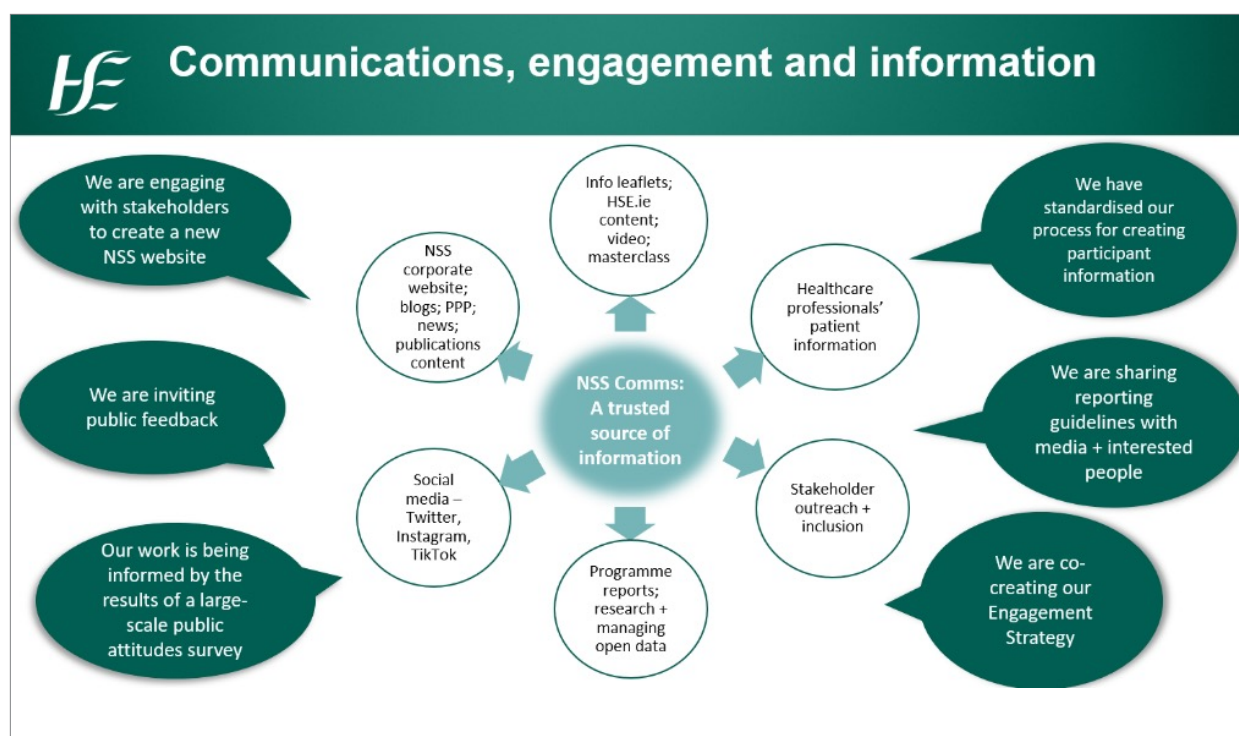 HSE
Communications, engagement and information
We are engaging
with stakeholders
to create a new
NSS website
We are inviting
public feedback
Our work is being
informed by the
results of a large-
scale public
attitudes survey
NSS
corporate
website;
blogs; PPP;
news;
publications
content
Social
media –
Twitter,
Instagram,
TikTok
Info leaflets;
HSE.ie
content;
video;
masterclass
NSS Comms:
A trusted
source of
information
Programme
reports;
research +
managing
open data
Healthcare
professionals’
patient
information
Stakeholder
outreach +
inclusion
We have
standardised our
process for creating
participant
information
We are sharing
reporting
guidelines with
media + interested
people
We are co-
creating our
Engagement
Strategy